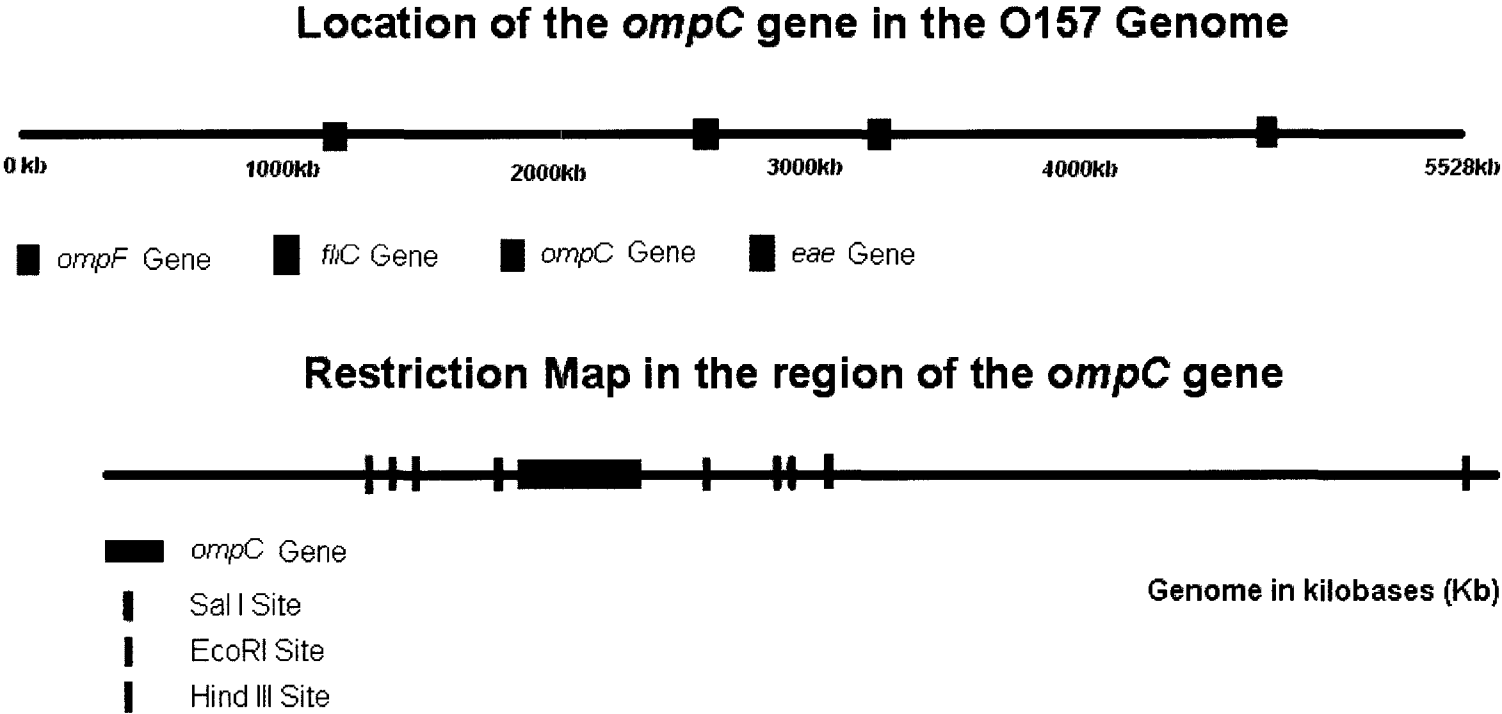 Location of the ompC gene in the O157 Genome
0 kb 1000kb 2000kb 3000kb 4000kb 5528kb
ompF Gene fliC Gene ompC Gene eae Gene
Restriction Map in the region of the ompC gene
ompC Gene
Genome in kilobases (Kb)
Sal I Site
EcoRI Site
Hind III Site